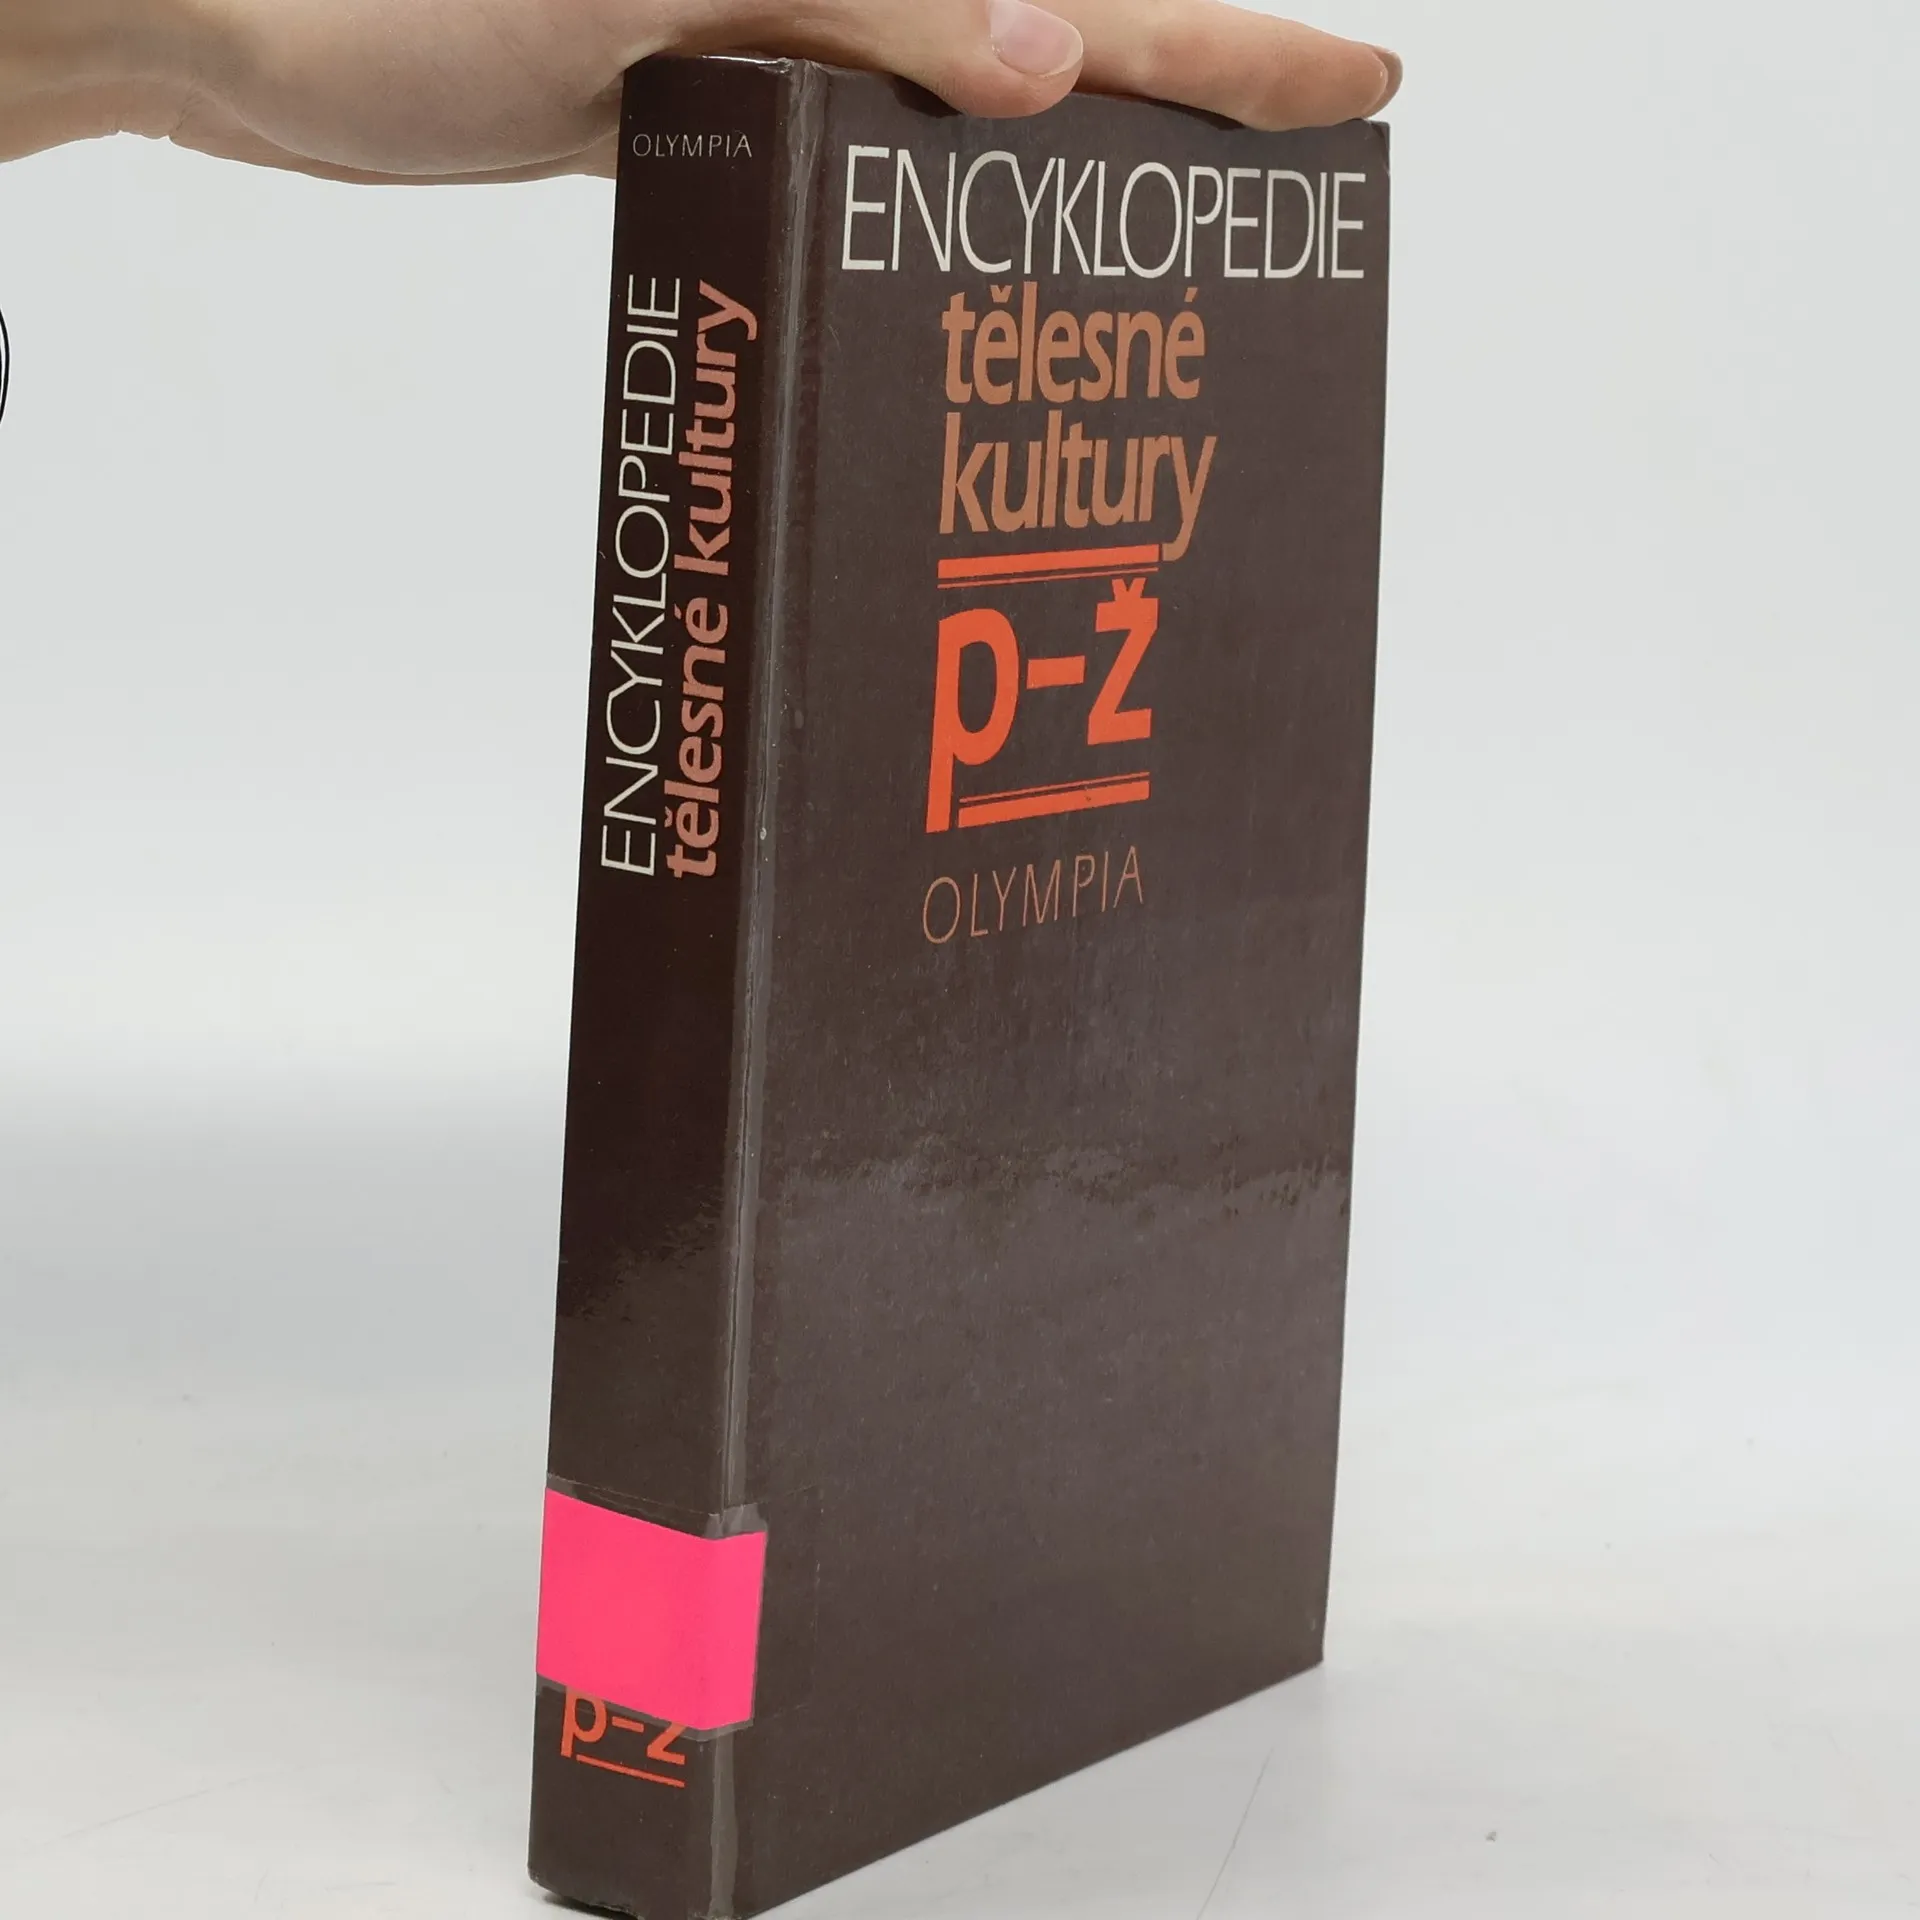 OLYMPIA
ENCYKLOPEDIE
tělesné kultury
p-ž
ENCYKLOPEDIE
tělesné
kultury
p-ž
OLYMPIA